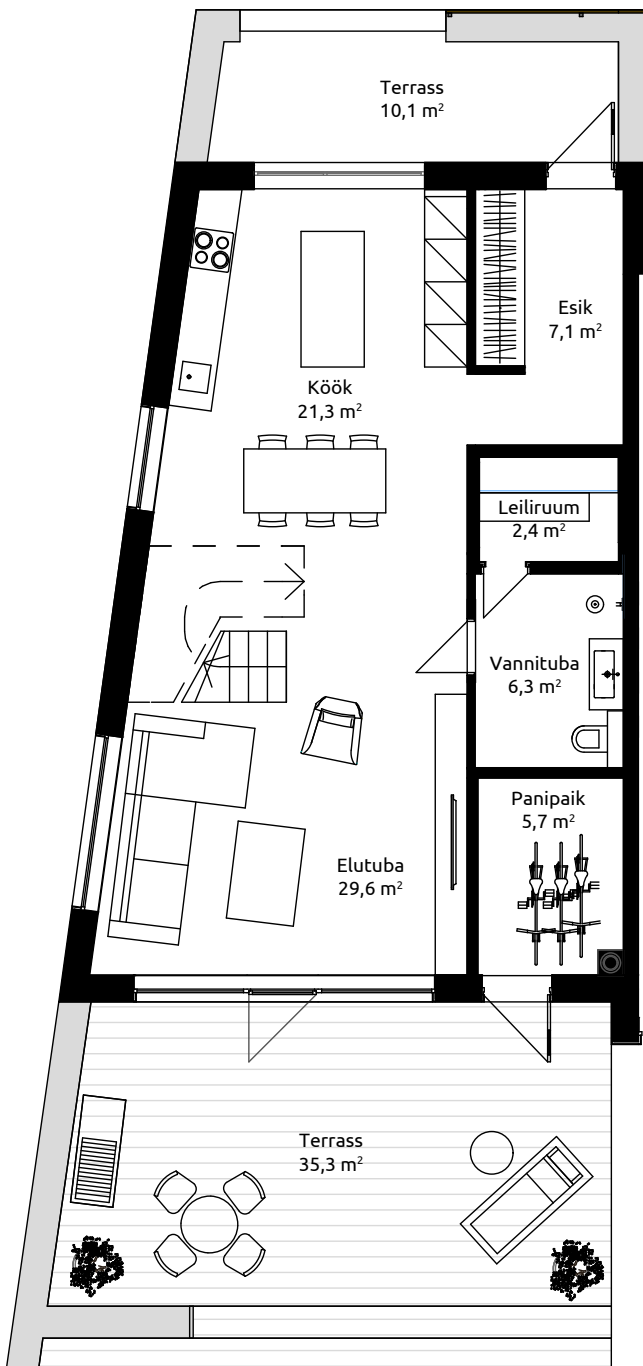 Terrass
10,1 m²
Esik
7,1 m²
Köök
21,3 m²
Leiliruum
2,4 m²
Vannituba
6,3 m²
Panipaik
5,7 m²
Elutuba
29,6 m²
Terrass
35,3 m²